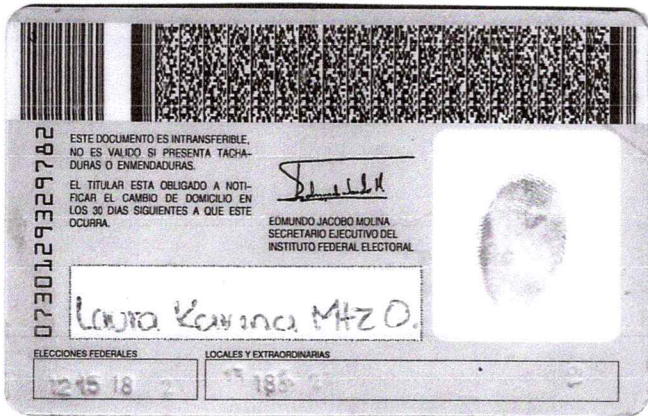 0730129329782
ESTE DOCUMENTO ES INTRANSFERIBLE,
NO ES VALIDO SI PRESENTA TACHA-
DURAS O ENMENDADURAS.
EL TITULAR ESTA OBLIGADO A NOTI-
FICAR EL CAMBIO DE DOMICILIO EN
LOS 30 DIAS SIGUIENTES A QUE ESTE
OCURRA.
EDMUNDO JACOBO MOLINA
SECRETARIO EJECUTIVO DEL
INSTITUTO FEDERAL ELECTORAL
Laura Karina Mtz O.
ELECCIONES FEDERALES
LOCALES Y EXTRAORDINARIAS
18